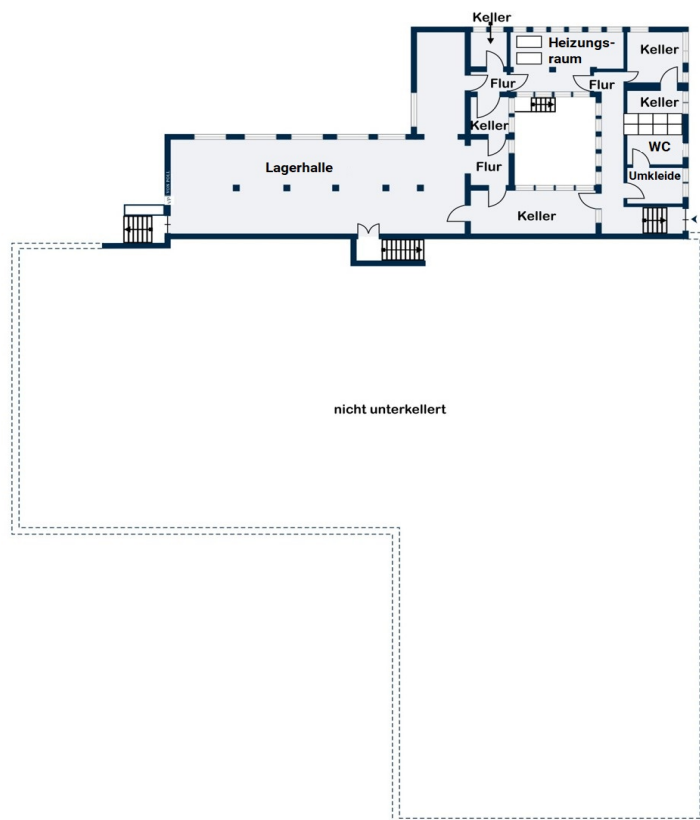 Keller
Heizungs-
raum
Keller
Flur
Flur
Keller
Keller
WC
Lagerhalle
Flur
Umkleide
Keller
nicht unterkellert